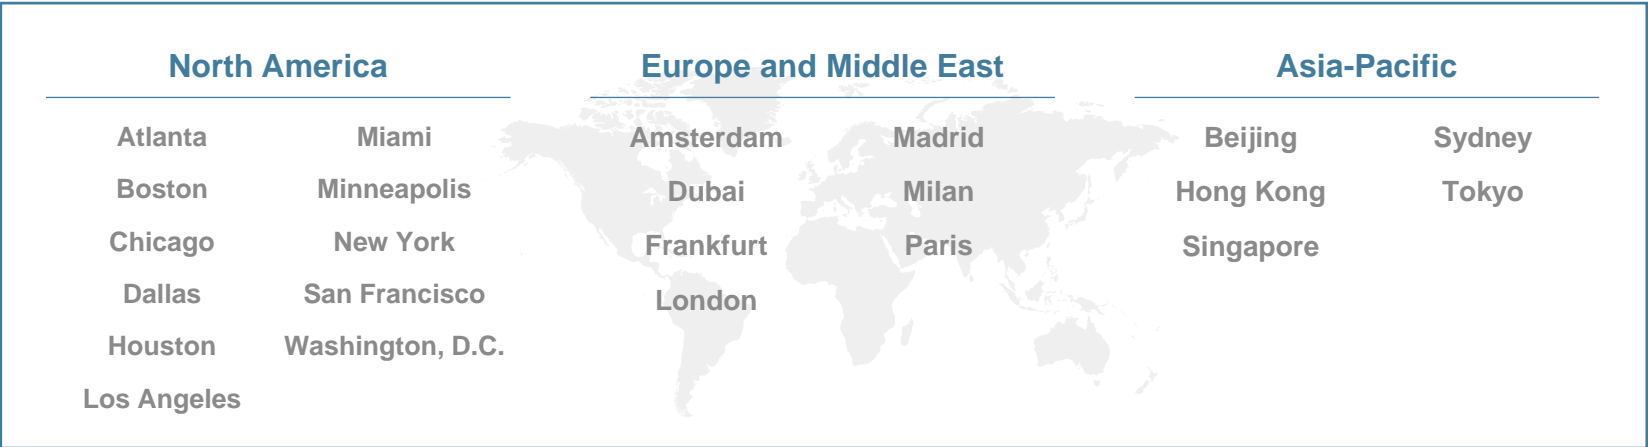 North America
Atlanta
Boston
Chicago
Dallas
Houston
Los Angeles
Miami
Minneapolis
New York
San Francisco
Washington, D.C.
Europe and Middle East
Amsterdam
Dubai
Frankfurt
London
Madrid
Milan
Paris
Asia-Pacific
Beijing
Hong Kong
Singapore
Sydney
Tokyo